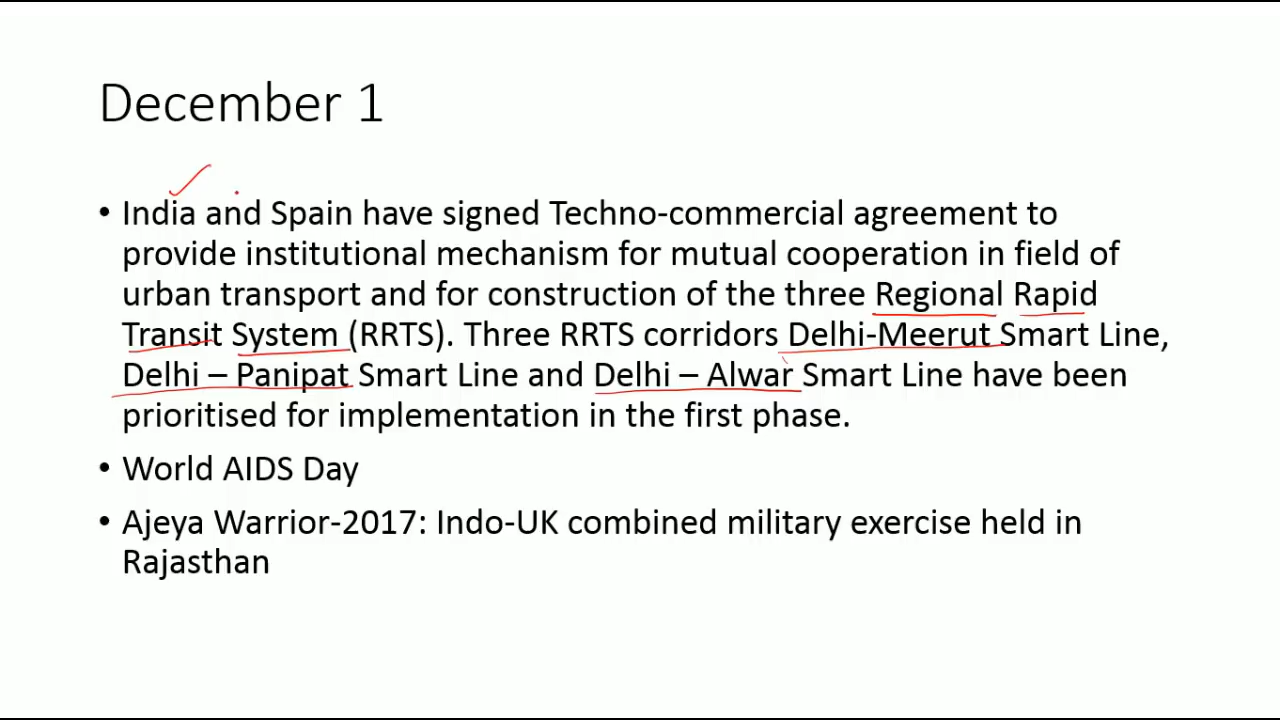 December 1
• India and Spain have signed Techno-commercial agreement to
provide institutional mechanism for mutual cooperation in field of
urban transport and for construction of the three Regional Rapid
Transit System (RRTS). Three RRTS corridors Delhi-Meerut Smart Line,
Delhi – Panipat Smart Line and Delhi – Alwar Smart Line have been
prioritised for implementation in the first phase.
• World AIDS Day
• Ajeya Warrior-2017: Indo-UK combined military exercise held in
Rajasthan